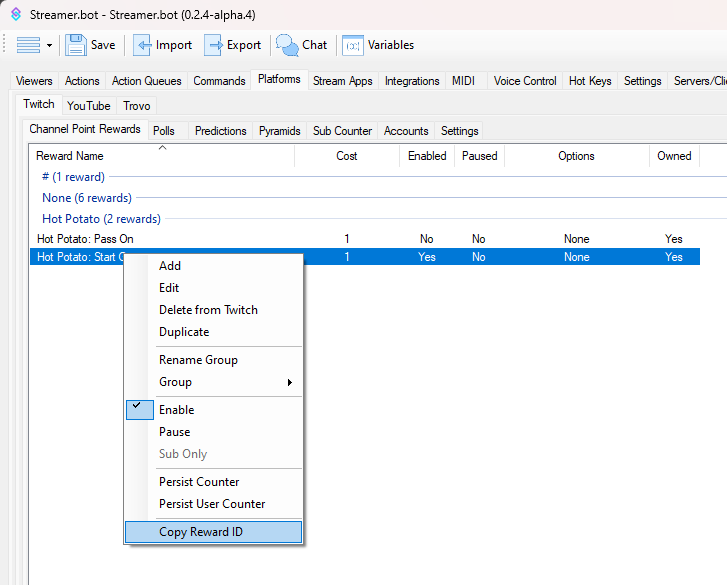 Streamer.bot - Streamer.bot (0.2.4-alpha.4)
Save Import Export Chat (x) Variables
Viewers Actions Action Queues Commands Platforms Stream Apps Integrations MIDI Voice Control Hot Keys Settings Servers/Cli
Twitch YouTube Trovo
Channel Point Rewards Polls Predictions Pyramids Sub Counter Accounts Settings
Reward Name Cost Enabled Paused Options Owned
# (1 reward)
None (6 rewards)
Hot Potato (2 rewards)
Hot Potato: Pass On 1 No No None Yes
Hot Potato: Start 1 Yes No None Yes
Add
Edit
Delete from Twitch
Duplicate
Rename Group
Group
Enable
Pause
Sub Only
Persist Counter
Persist User Counter
Copy Reward ID